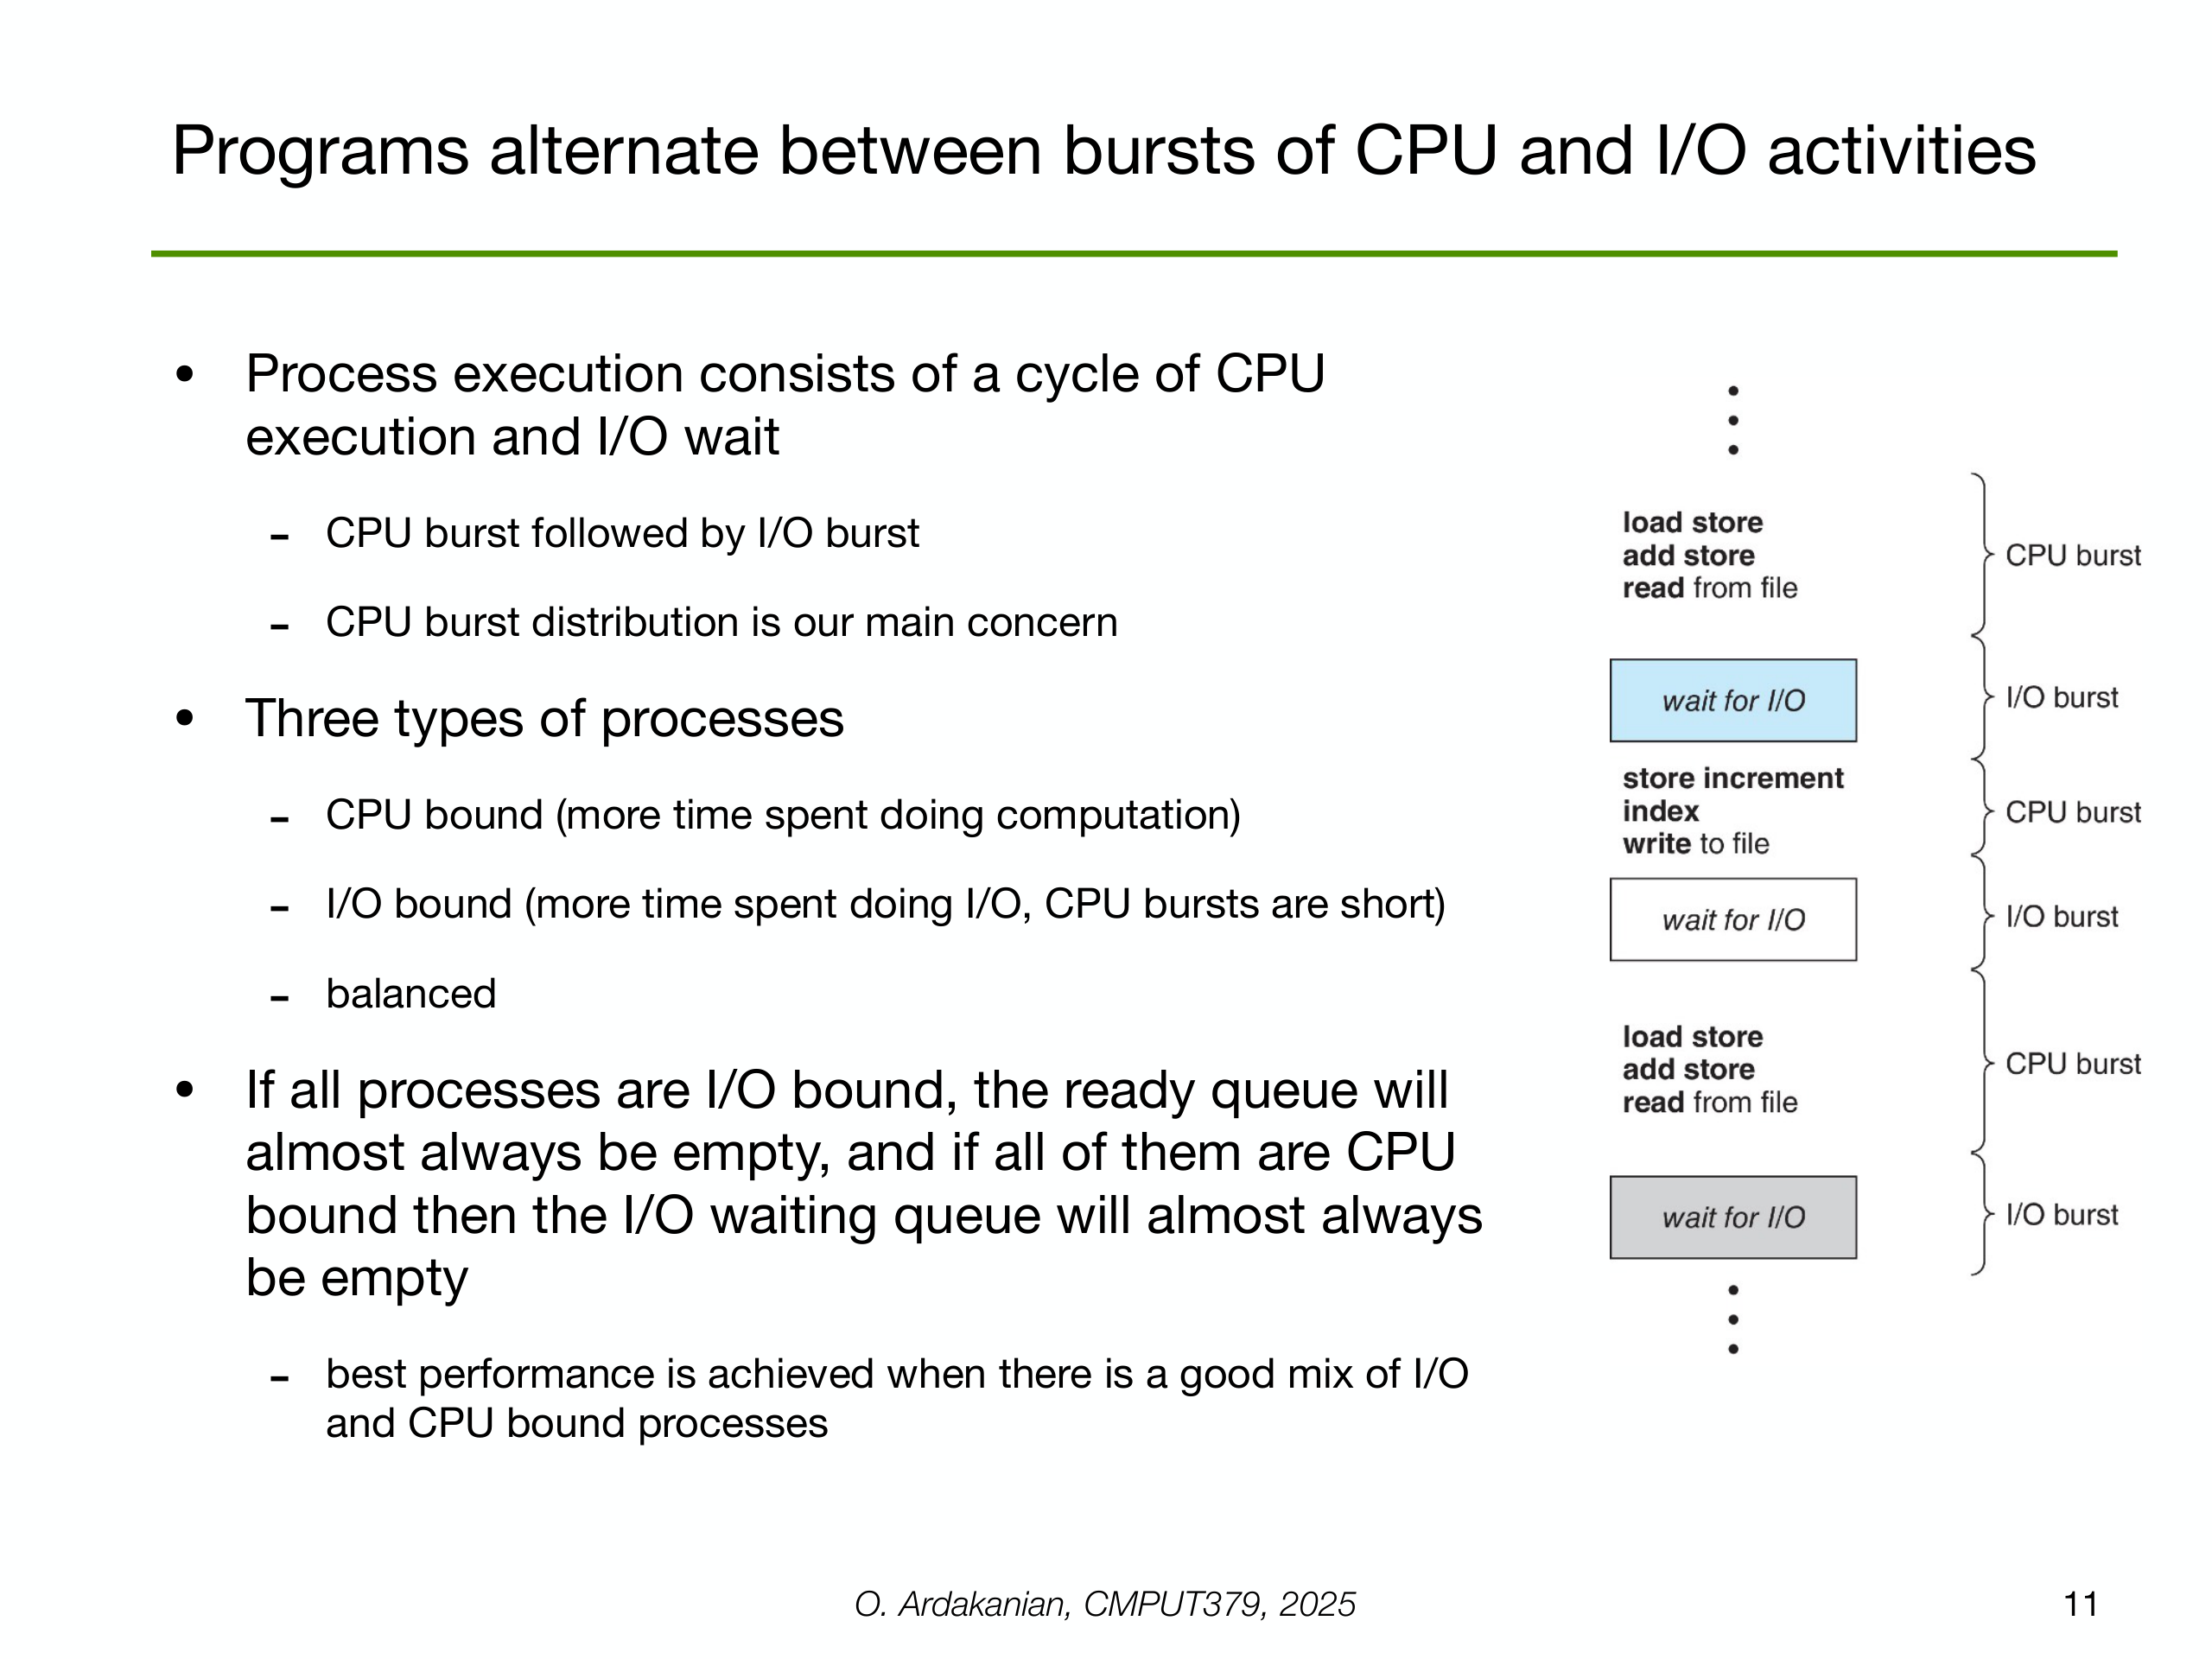 Programs alternate between bursts of CPU and I/O activities
• Process execution consists of a cycle of CPU
execution and I/O wait
- CPU burst followed by I/O burst
- CPU burst distribution is our main concern
• Three types of processes
- CPU bound (more time spent doing computation)
- I/O bound (more time spent doing I/O, CPU bursts are short)
- balanced
• If all processes are I/O bound, the ready queue will
almost always be empty, and if all of them are CPU
bound then the I/O waiting queue will almost always
be empty
- best performance is achieved when there is a good mix of I/O
and CPU bound processes
load store
add store
read from file
CPU burst
wait for I/O
I/O burst
store increment
index
write to file
CPU burst
wait for I/O
I/O burst
load store
add store
read from file
CPU burst
wait for I/O
I/O burst
O. Ardakanian, CMPUT379, 2025
11